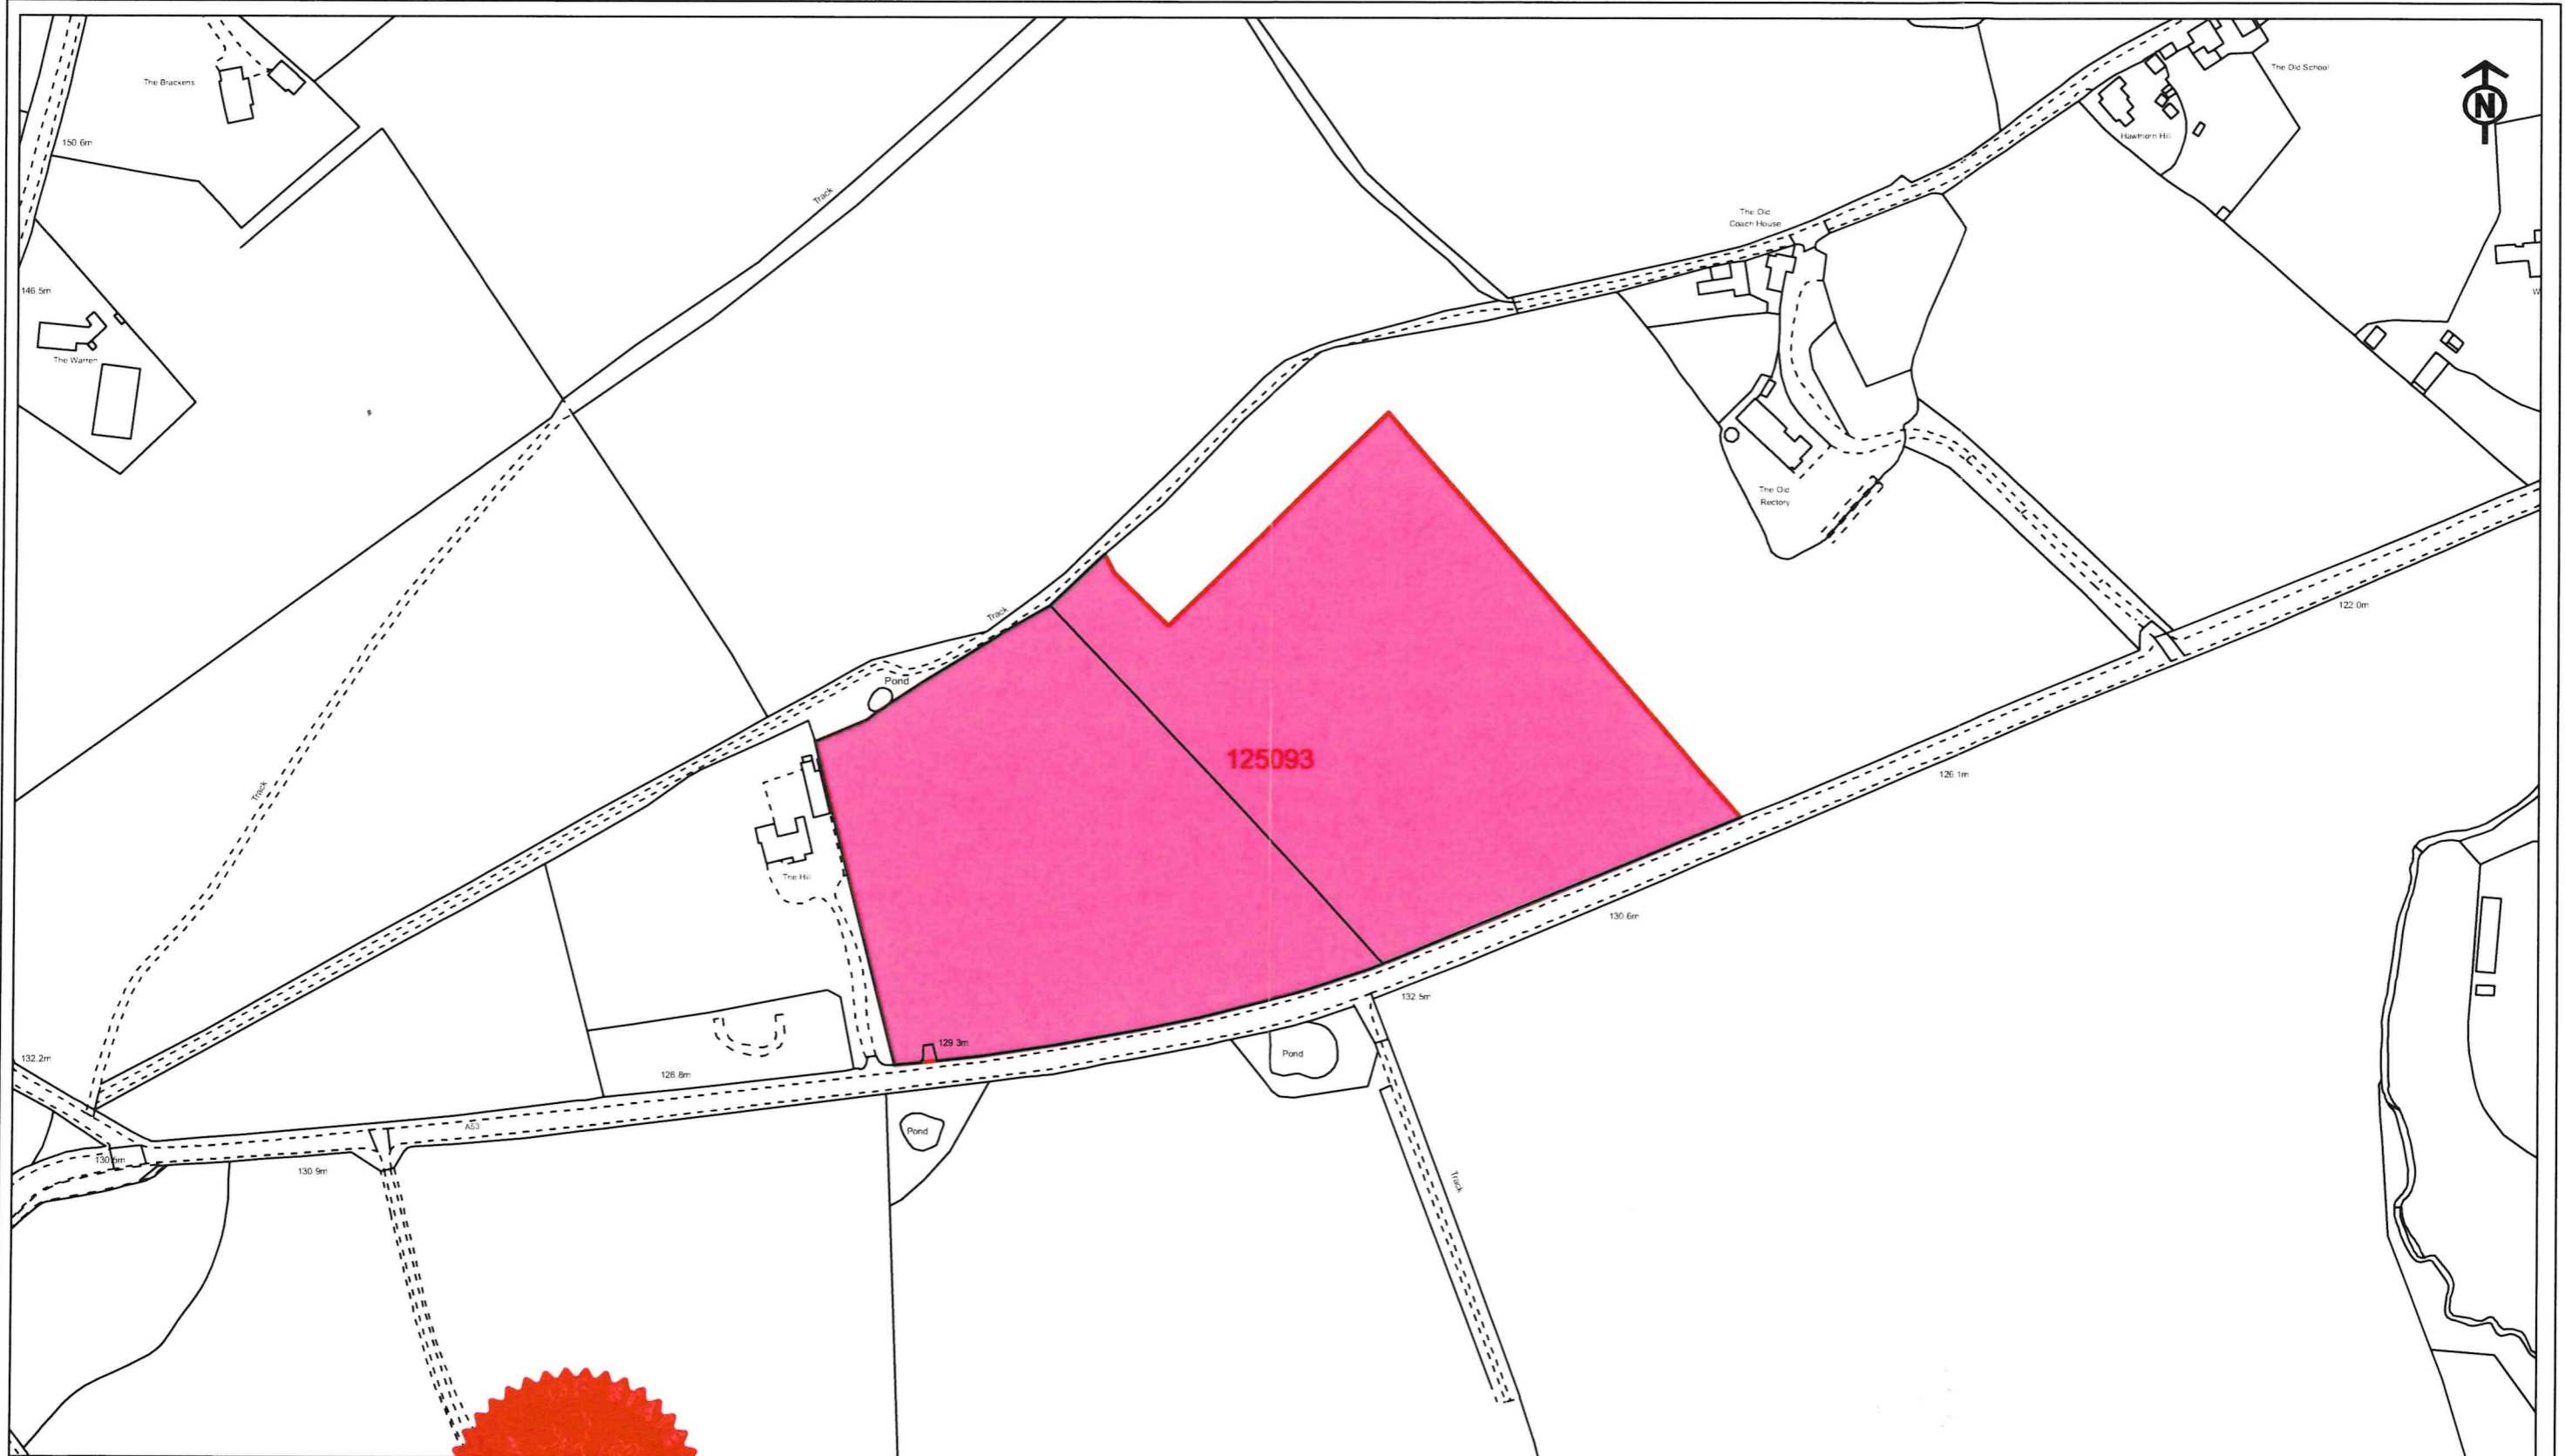 The Brackens
The Old School
N
Hawthorn Hill
150.6m
Track
The Old
Coach House
146.5m
The Warren
The Old
Rectory
122.0m
Track
Pond
125093
126.1m
Track
The Hill
130.6m
132.5m
129.3m
Pond
132.2m
128.8m
A53
Pond
130.9m
Track